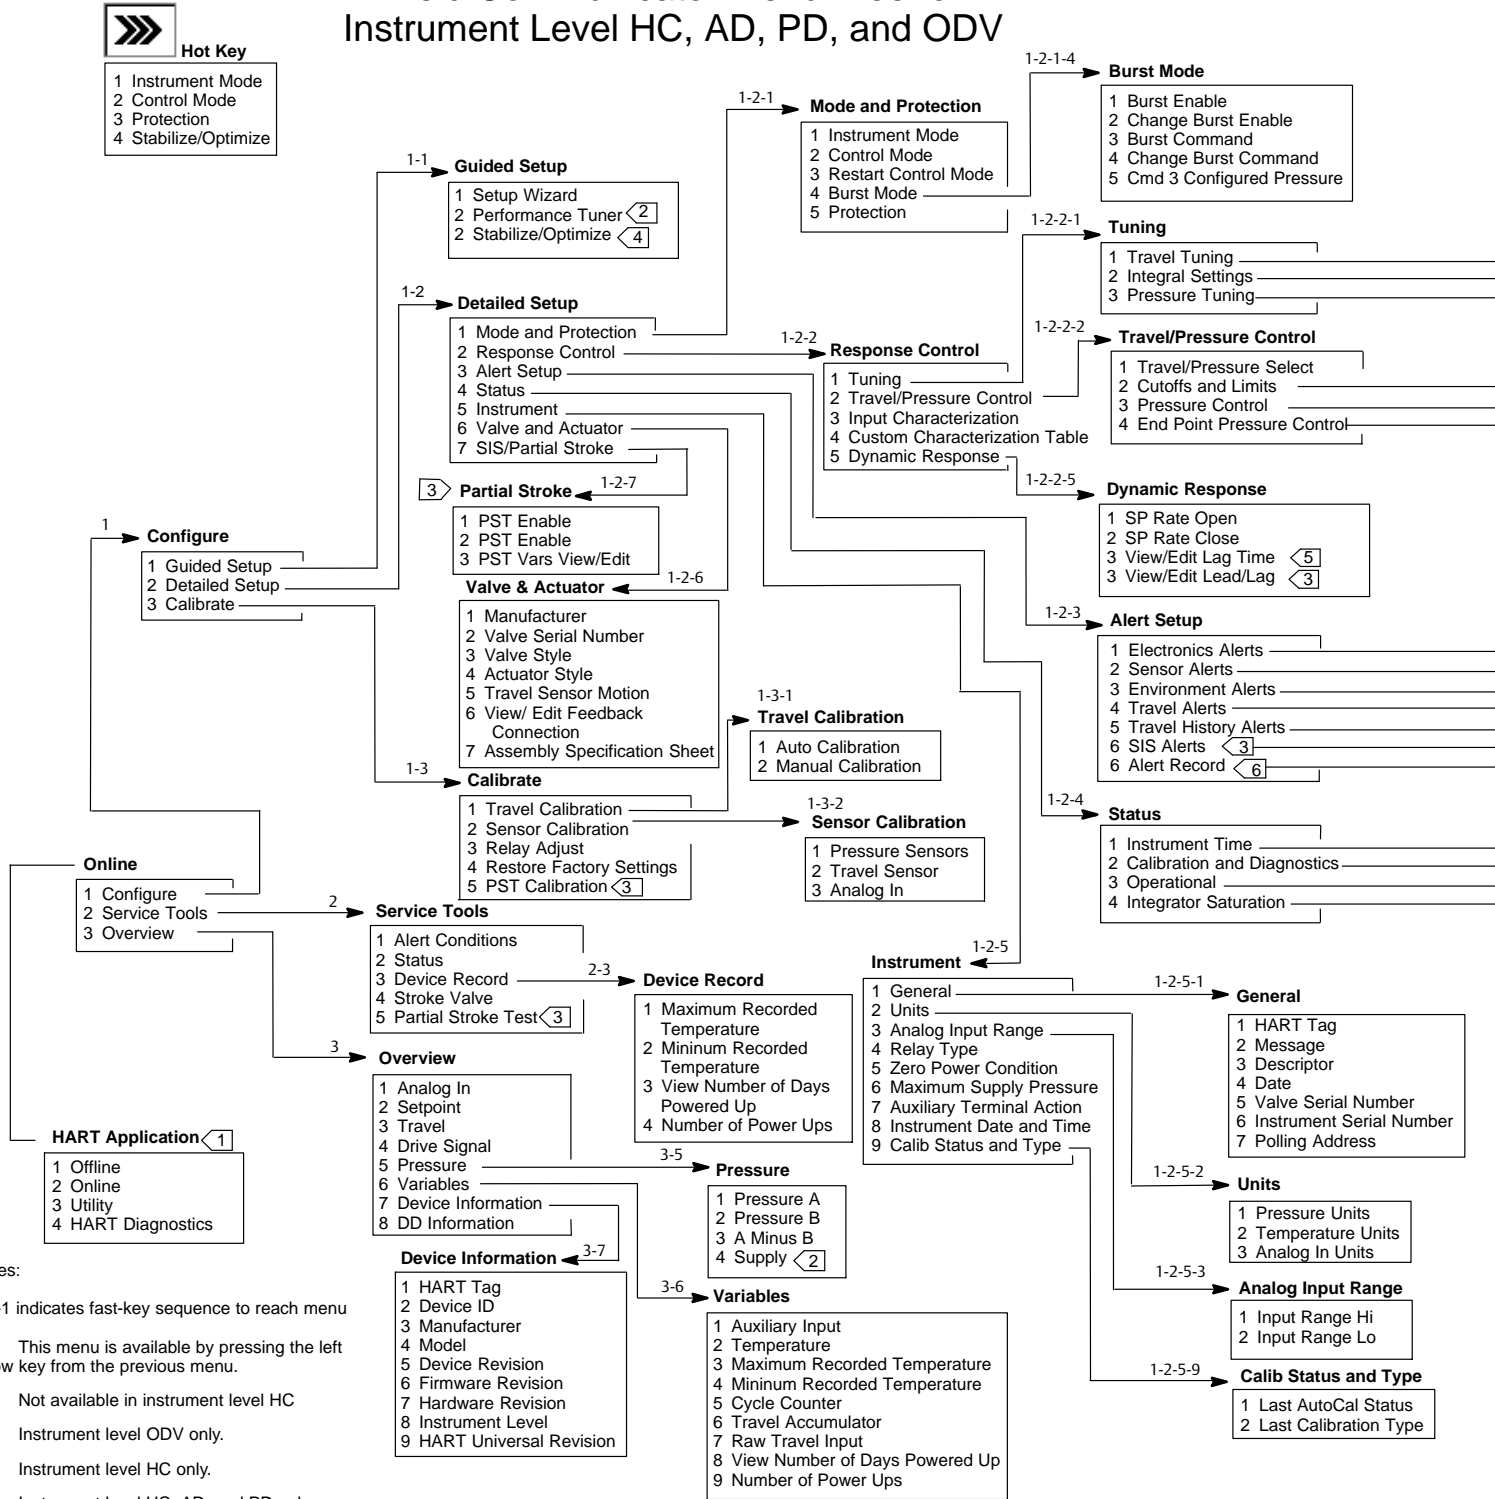 Instrument Level HC, AD, PD, and ODV
Hot Key
1 Instrument Mode
2 Control Mode
3 Protection
4 Stabilize/Optimize
1-1
Guided Setup
1 Setup Wizard
2 Performance Tuner 2
2 Stabilize/Optimize 4
1-2
Detailed Setup
1 Mode and Protection
2 Response Control
3 Alert Setup
4 Status
5 Instrument
6 Valve and Actuator
7 SIS/Partial Stroke
1-2-1
Mode and Protection
1 Instrument Mode
2 Control Mode
3 Restart Control Mode
4 Burst Mode
5 Protection
1-2-1-4
Burst Mode
1 Burst Enable
2 Change Burst Enable
3 Burst Command
4 Change Burst Command
5 Cmd 3 Configured Pressure
1-2-2-1
Tuning
1 Travel Tuning
2 Integral Settings
3 Pressure Tuning
1-2-2
Response Control
1 Tuning
2 Travel/Pressure Control
3 Input Characterization
4 Custom Characterization Table
5 Dynamic Response
1-2-2-2
Travel/Pressure Control
1 Travel/Pressure Select
2 Cutoffs and Limits
3 Pressure Control
4 End Point Pressure Control
1-2-2-5
Dynamic Response
1 SP Rate Open
2 SP Rate Close
3 View/Edit Lag Time 5
3 View/Edit Lead/Lag 3
3
Partial Stroke
1-2-7
1 PST Enable
2 PST Enable
3 PST Vars View/Edit
1
Configure
1 Guided Setup
2 Detailed Setup
3 Calibrate
Valve & Actuator
1-2-6
1 Manufacturer
2 Valve Serial Number
3 Valve Style
4 Actuator Style
5 Travel Sensor Motion
6 View/ Edit Feedback
Connection
7 Assembly Specification Sheet
1-2-3
Alert Setup
1 Electronics Alerts
2 Sensor Alerts
3 Environment Alerts
4 Travel Alerts
5 Travel History Alerts
6 SIS Alerts 3
6 Alert Record 6
1-3-1
Travel Calibration
1 Auto Calibration
2 Manual Calibration
1-3
Calibrate
1 Travel Calibration
2 Sensor Calibration
3 Relay Adjust
4 Restore Factory Settings
5 PST Calibration 3
1-3-2
Sensor Calibration
1 Pressure Sensors
2 Travel Sensor
3 Analog In
1-2-4
Status
1 Instrument Time
2 Calibration and Diagnostics
3 Operational
4 Integrator Saturation
Online
1 Configure
2 Service Tools
3 Overview
2
Service Tools
1 Alert Conditions
2 Status
3 Device Record
4 Stroke Valve
5 Partial Stroke Test 3
2-3
Device Record
1 Maximum Recorded
Temperature
2 Mininum Recorded
Temperature
3 View Number of Days
Powered Up
4 Number of Power Ups
1-2-5
Instrument
1 General
2 Units
3 Analog Input Range
4 Relay Type
5 Zero Power Condition
6 Maximum Supply Pressure
7 Auxiliary Terminal Action
8 Instrument Date and Time
9 Calib Status and Type
1-2-5-1
General
1 HART Tag
2 Message
3 Descriptor
4 Date
5 Valve Serial Number
6 Instrument Serial Number
7 Polling Address
3
Overview
1 Analog In
2 Setpoint
3 Travel
4 Drive Signal
5 Pressure
6 Variables
7 Device Information
8 DD Information
HART Application 1
1 Offline
2 Online
3 Utility
4 HART Diagnostics
3-5
Pressure
1 Pressure A
2 Pressure B
3 A Minus B
4 Supply 2
1-2-5-2
Units
1 Pressure Units
2 Temperature Units
3 Analog In Units
Device Information
3-7
1 HART Tag
2 Device ID
3 Manufacturer
4 Model
5 Device Revision
6 Firmware Revision
7 Hardware Revision
8 Instrument Level
9 HART Universal Revision
3-6
Variables
1 Auxiliary Input
2 Temperature
3 Maximum Recorded Temperature
4 Mininum Recorded Temperature
5 Cycle Counter
6 Travel Accumulator
7 Raw Travel Input
8 View Number of Days Powered Up
9 Number of Power Ups
1-2-5-3
Analog Input Range
1 Input Range Hi
2 Input Range Lo
1-2-5-9
Calib Status and Type
1 Last AutoCal Status
2 Last Calibration Type
es:
-1 indicates fast-key sequence to reach menu
This menu is available by pressing the left
w key from the previous menu.
Not available in instrument level HC
Instrument level ODV only.
Instrument level HC only.